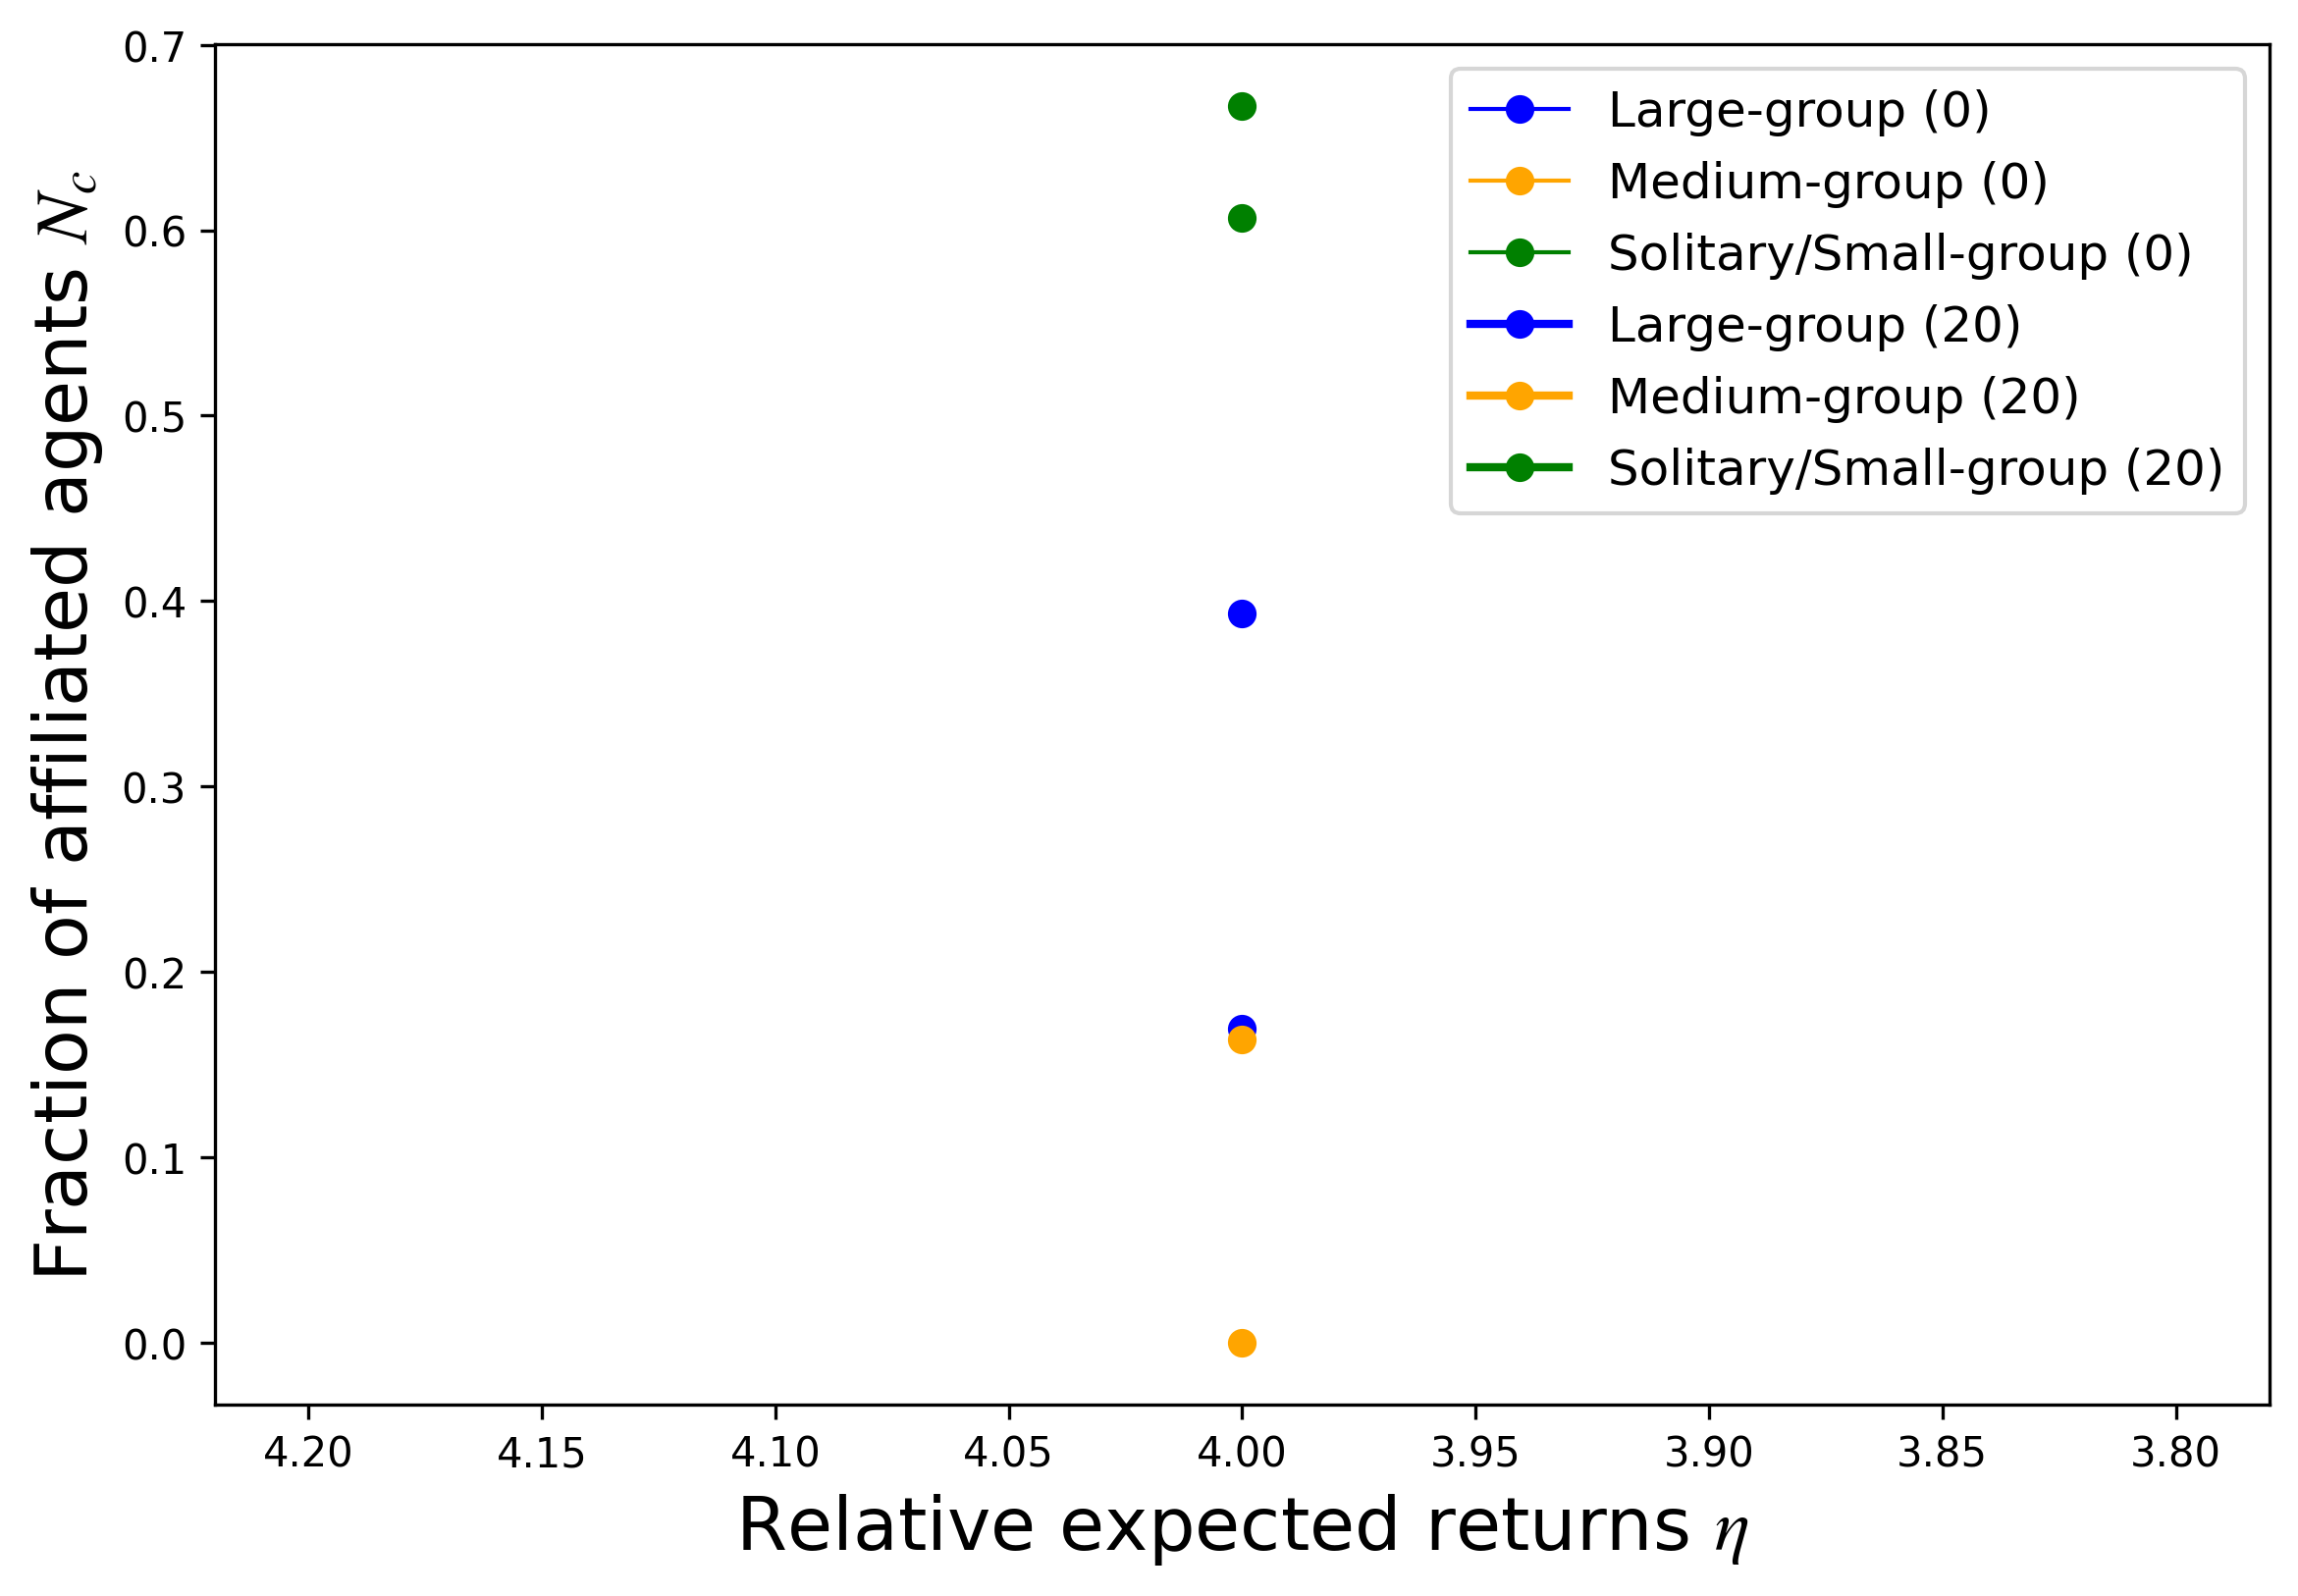 0.7
0.6
0.5
0.4
0.3
0.2
0.1
0.0
Fraction of affiliated agents N_c
Large-group (0)
Medium-group (0)
Solitary/Small-group (0)
Large-group (20)
Medium-group (20)
Solitary/Small-group (20)
4.20 4.15 4.10 4.05 4.00 3.95 3.90 3.85 3.80
Relative expected returns η